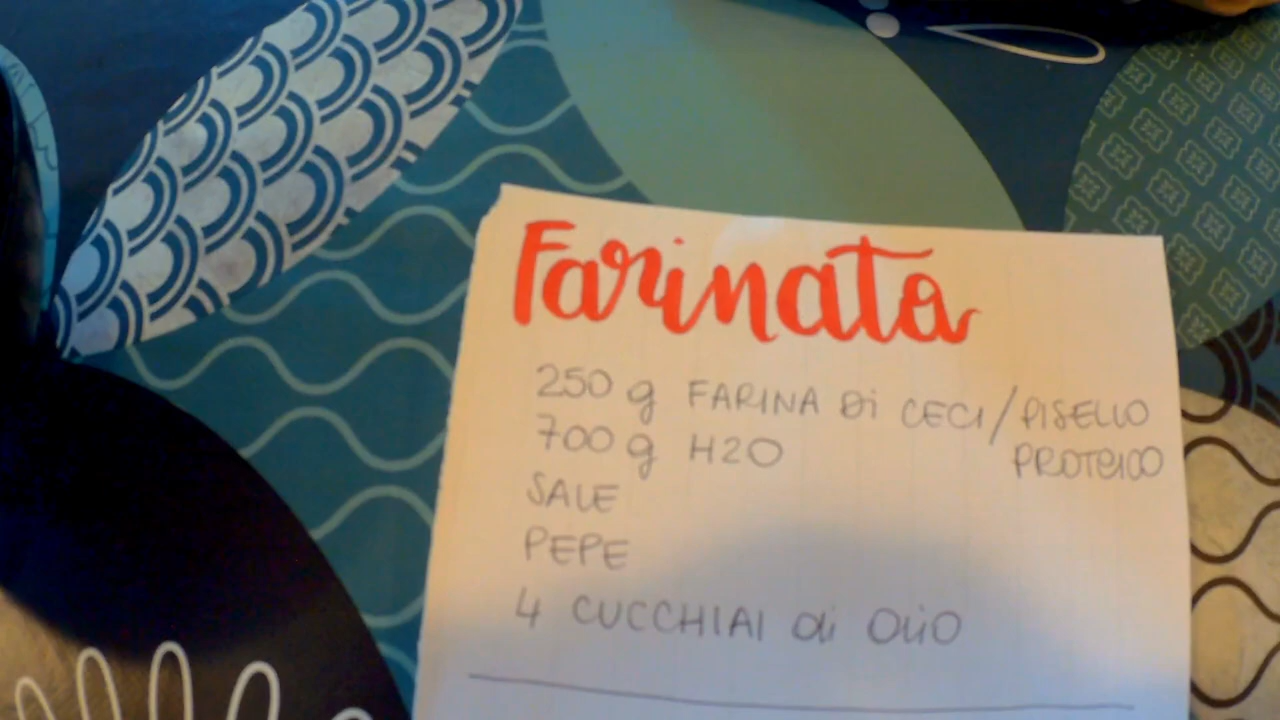 Farinata
250 g FARINA Di CECI/PISELLO
PROTEICO
700 g H2O
SALE
PEPE
4 CUCCHIAI di OliO